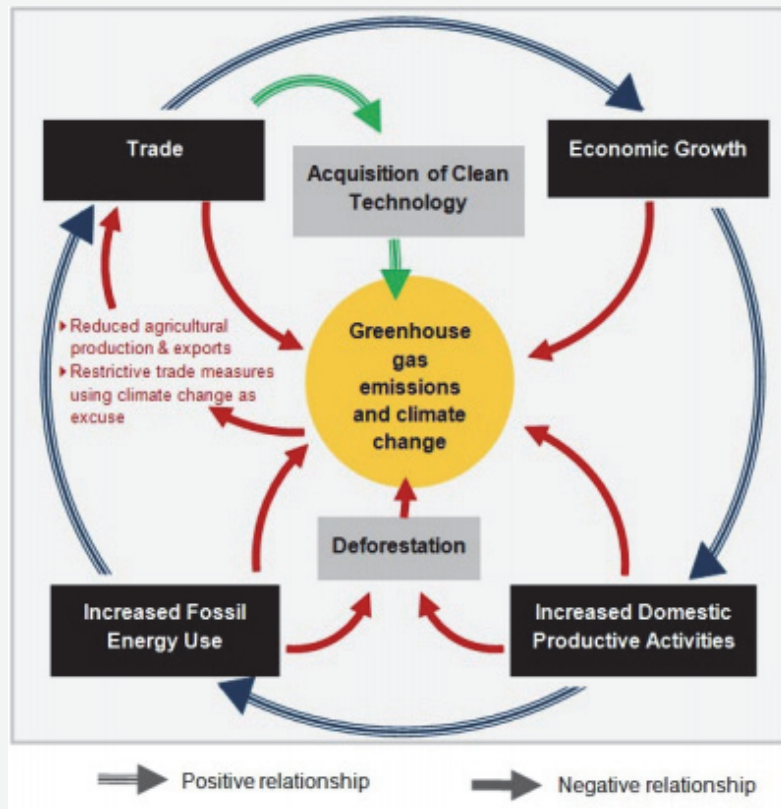 Trade
Economic Growth
Acquisition of Clean
Technology
Reduced agricultural
production & exports
Restrictive trade measures
using climate change as
excuse
Greenhouse
gas
emissions
and climate
change
Deforestation
Increased Fossil
Energy Use
Increased Domestic
Productive Activities
Positive relationship
Negative relationship